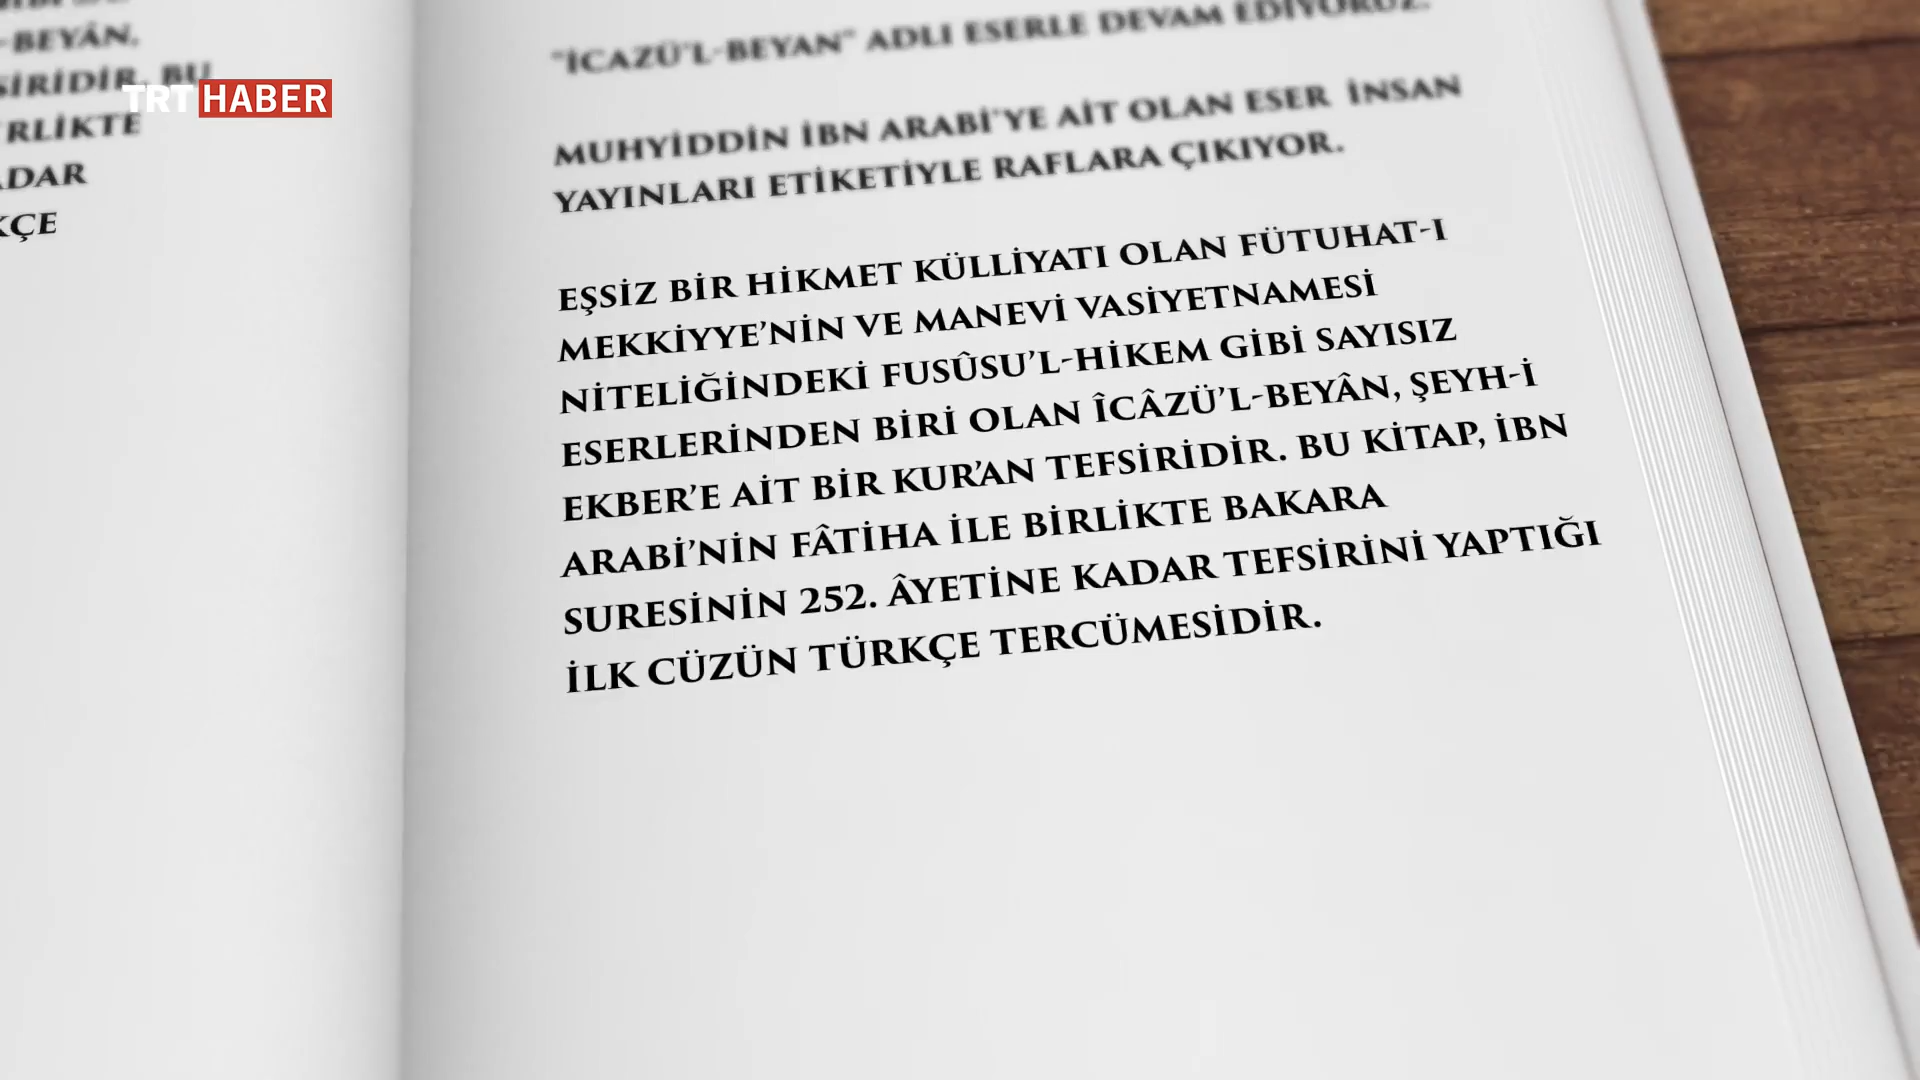 -BEYÂN,
SİRİDİR. BU
RLİKTE
ADAR
KÇE
TRT HABER
"İCAZÜ'L-BEYAN" ADLI ESERLE DEVAM EDİYORUZ.
MUHYİDDİN İBN ARABİ'YE AİT OLAN ESER İNSAN
YAYINLARI ETİKETİYLE RAFLARA ÇIKIYOR.
EŞSİZ BİR HİKMET KÜLLİYATI OLAN FÜTUHAT-I
MEKKİYYE'NİN VE MANEVİ VASİYETNAMESİ
NİTELİĞİNDEKİ FUSÛSU'L-HİKEM GİBİ SAYISIZ
ESERLERİNDEN BİRİ OLAN ÎCÂZÜ'L-BEYÂN, ŞEYH-İ
EKBER'E AİT BİR KUR'AN TEFSİRİDİR. BU KİTAP, İBN
ARABİ'NİN FÂTİHA İLE BİRLİKTE BAKARA
SURESİNİN 252. ÂYETİNE KADAR TEFSİRİNİ YAPTIĞI
İLK CÜZÜN TÜRKÇE TERCÜMESİDİR.